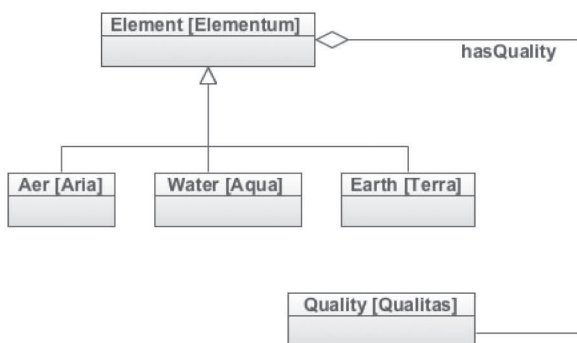 Element [Elementum]
hasQuality
Aer [Aria]
Water [Aqua]
Earth [Terra]
Quality [Qualitas]